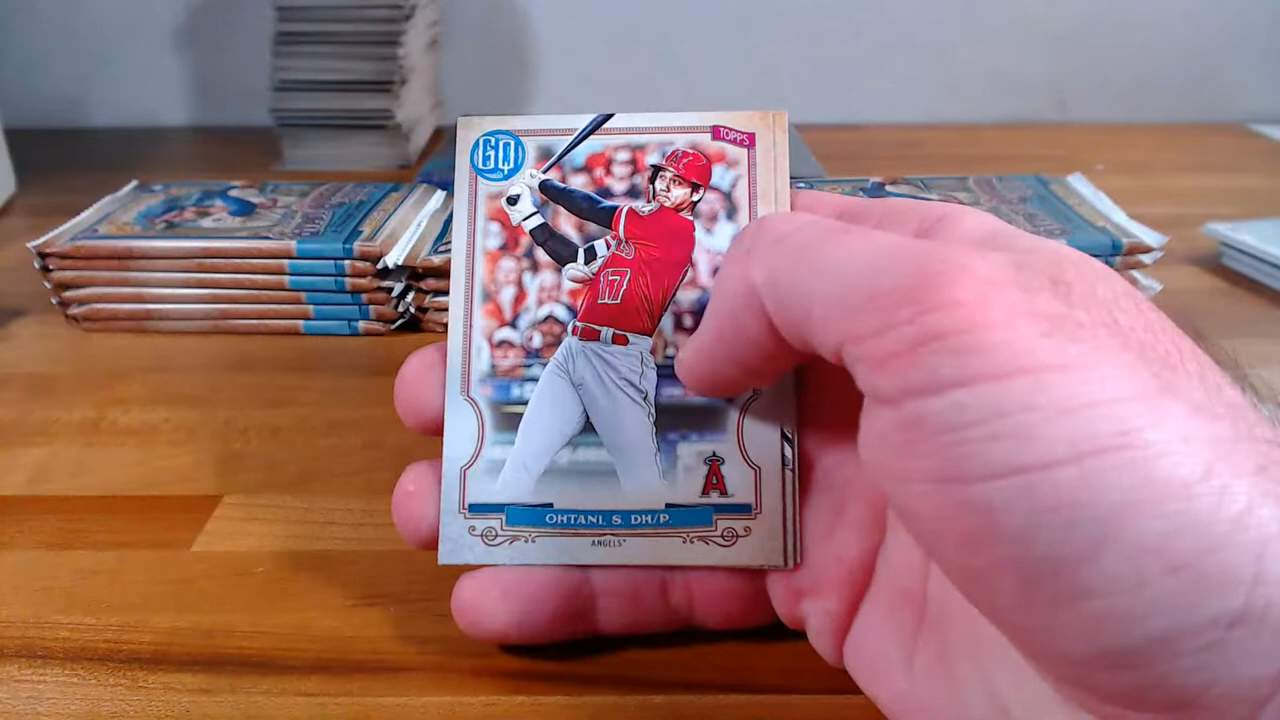 GQ
TOPPS
17
A
OHTANI, S. DH/P.
ANGELS